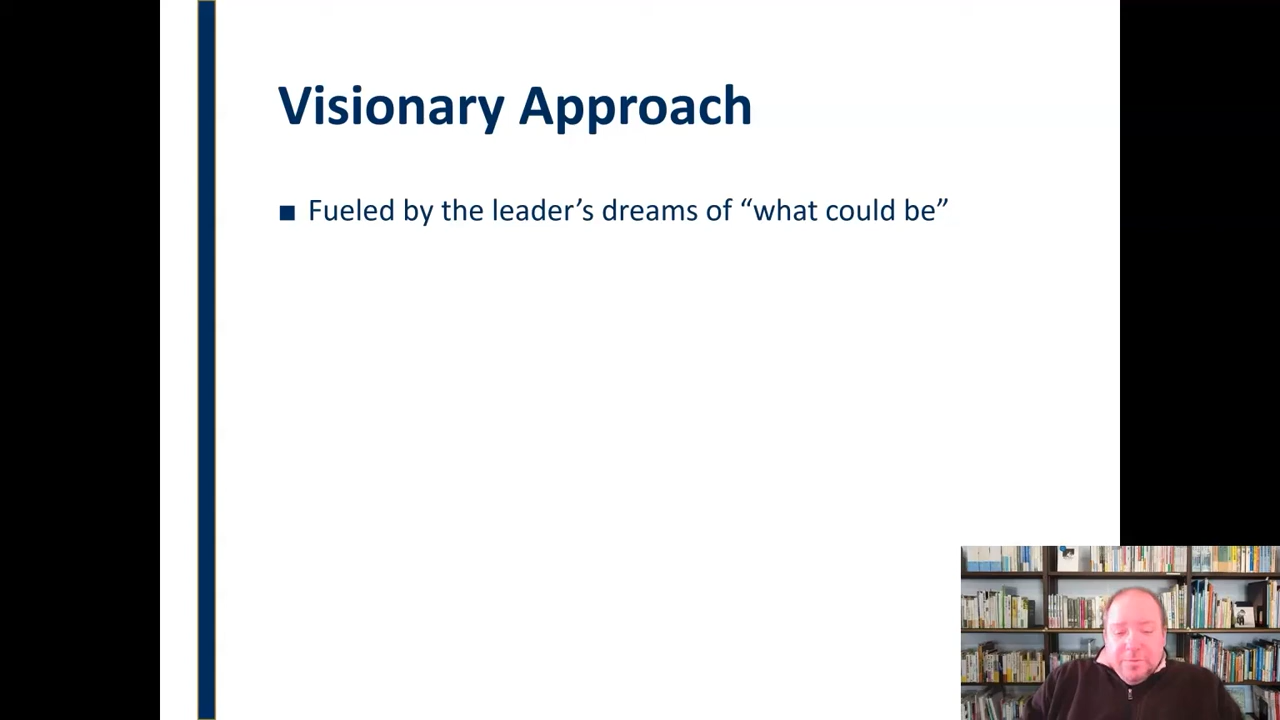 Visionary Approach
■ Fueled by the leader’s dreams of “what could be”